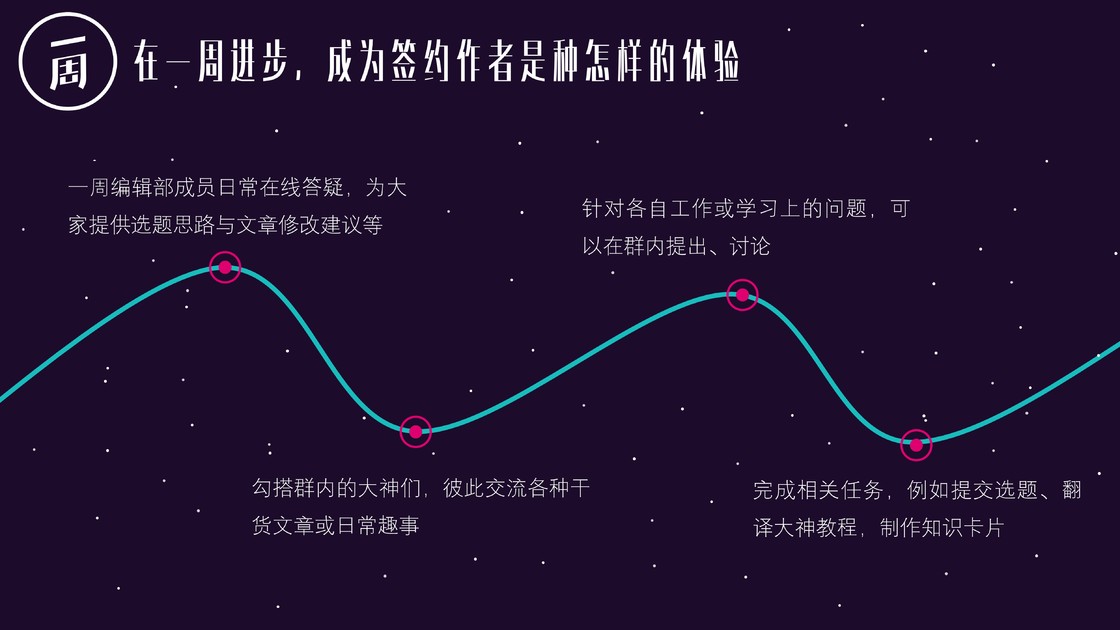 一周
在一周进步，成为签约作者是种怎样的体验
一周编辑部成员日常在线答疑，为大
家提供选题思路与文章修改建议等
针对各自工作或学习上的问题，可
以在群内提出、讨论
勾搭群内的大神们，彼此交流各种干
货文章或日常趣事
完成相关任务，例如提交选题、翻
译大神教程，制作知识卡片